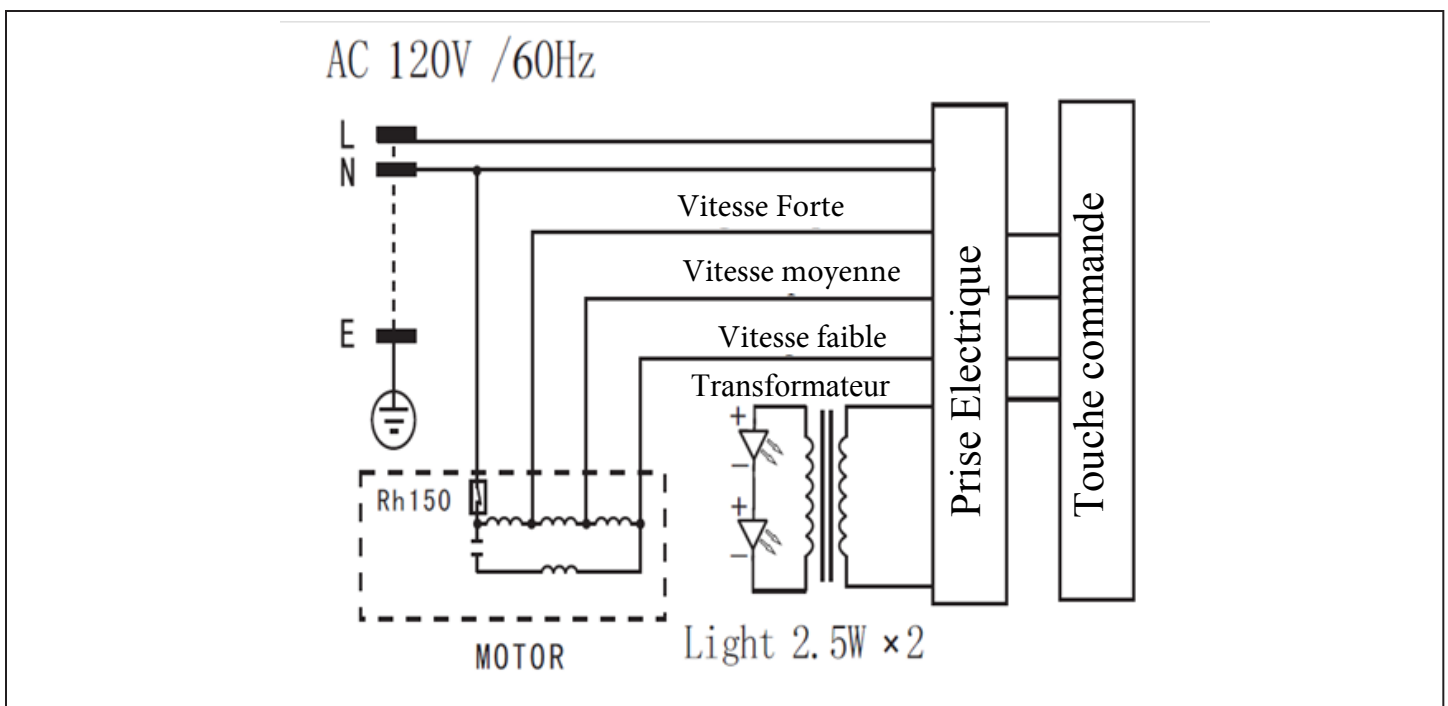 AC 120V /60Hz
L
N
Vitesse Forte
Vitesse moyenne
E
Vitesse faible
Transformateur
+
−
+
−
Rh150
MOTOR
Light 2.5W ×2
Prise Electrique
Touche commande